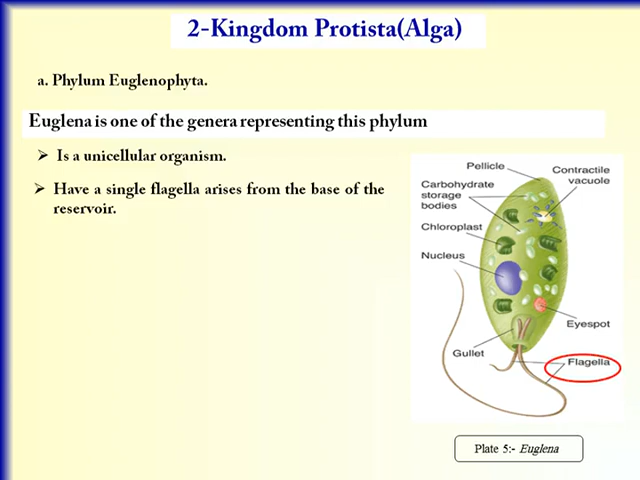 2-Kingdom Protista(Alga)
a. Phylum Euglenophyta.
Euglena is one of the genera representing this phylum
➢ Is a unicellular organism.
➢ Have a single flagella arises from the base of the
reservoir.
Pellicle
Contractile
vacuole
Carbohydrate
storage
bodies
Chloroplast
Nucleus
Eyespot
Gullet
Flagella
Plate 5:- Euglena